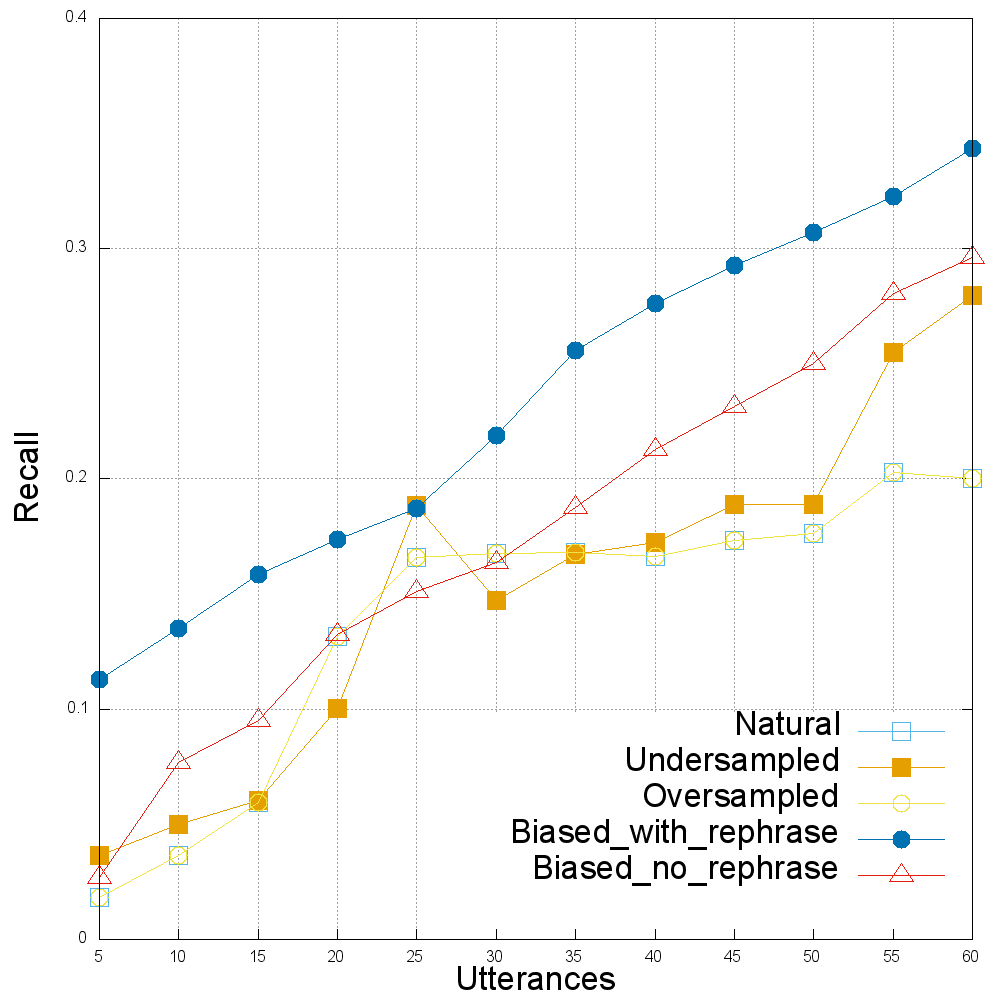 0.4
0.3
0.2
0.1
0
Recall
Natural
Undersampled
Oversampled
Biased_with_rephrase
Biased_no_rephrase
5 10 15 20 25 30 35 40 45 50 55 60
Utterances